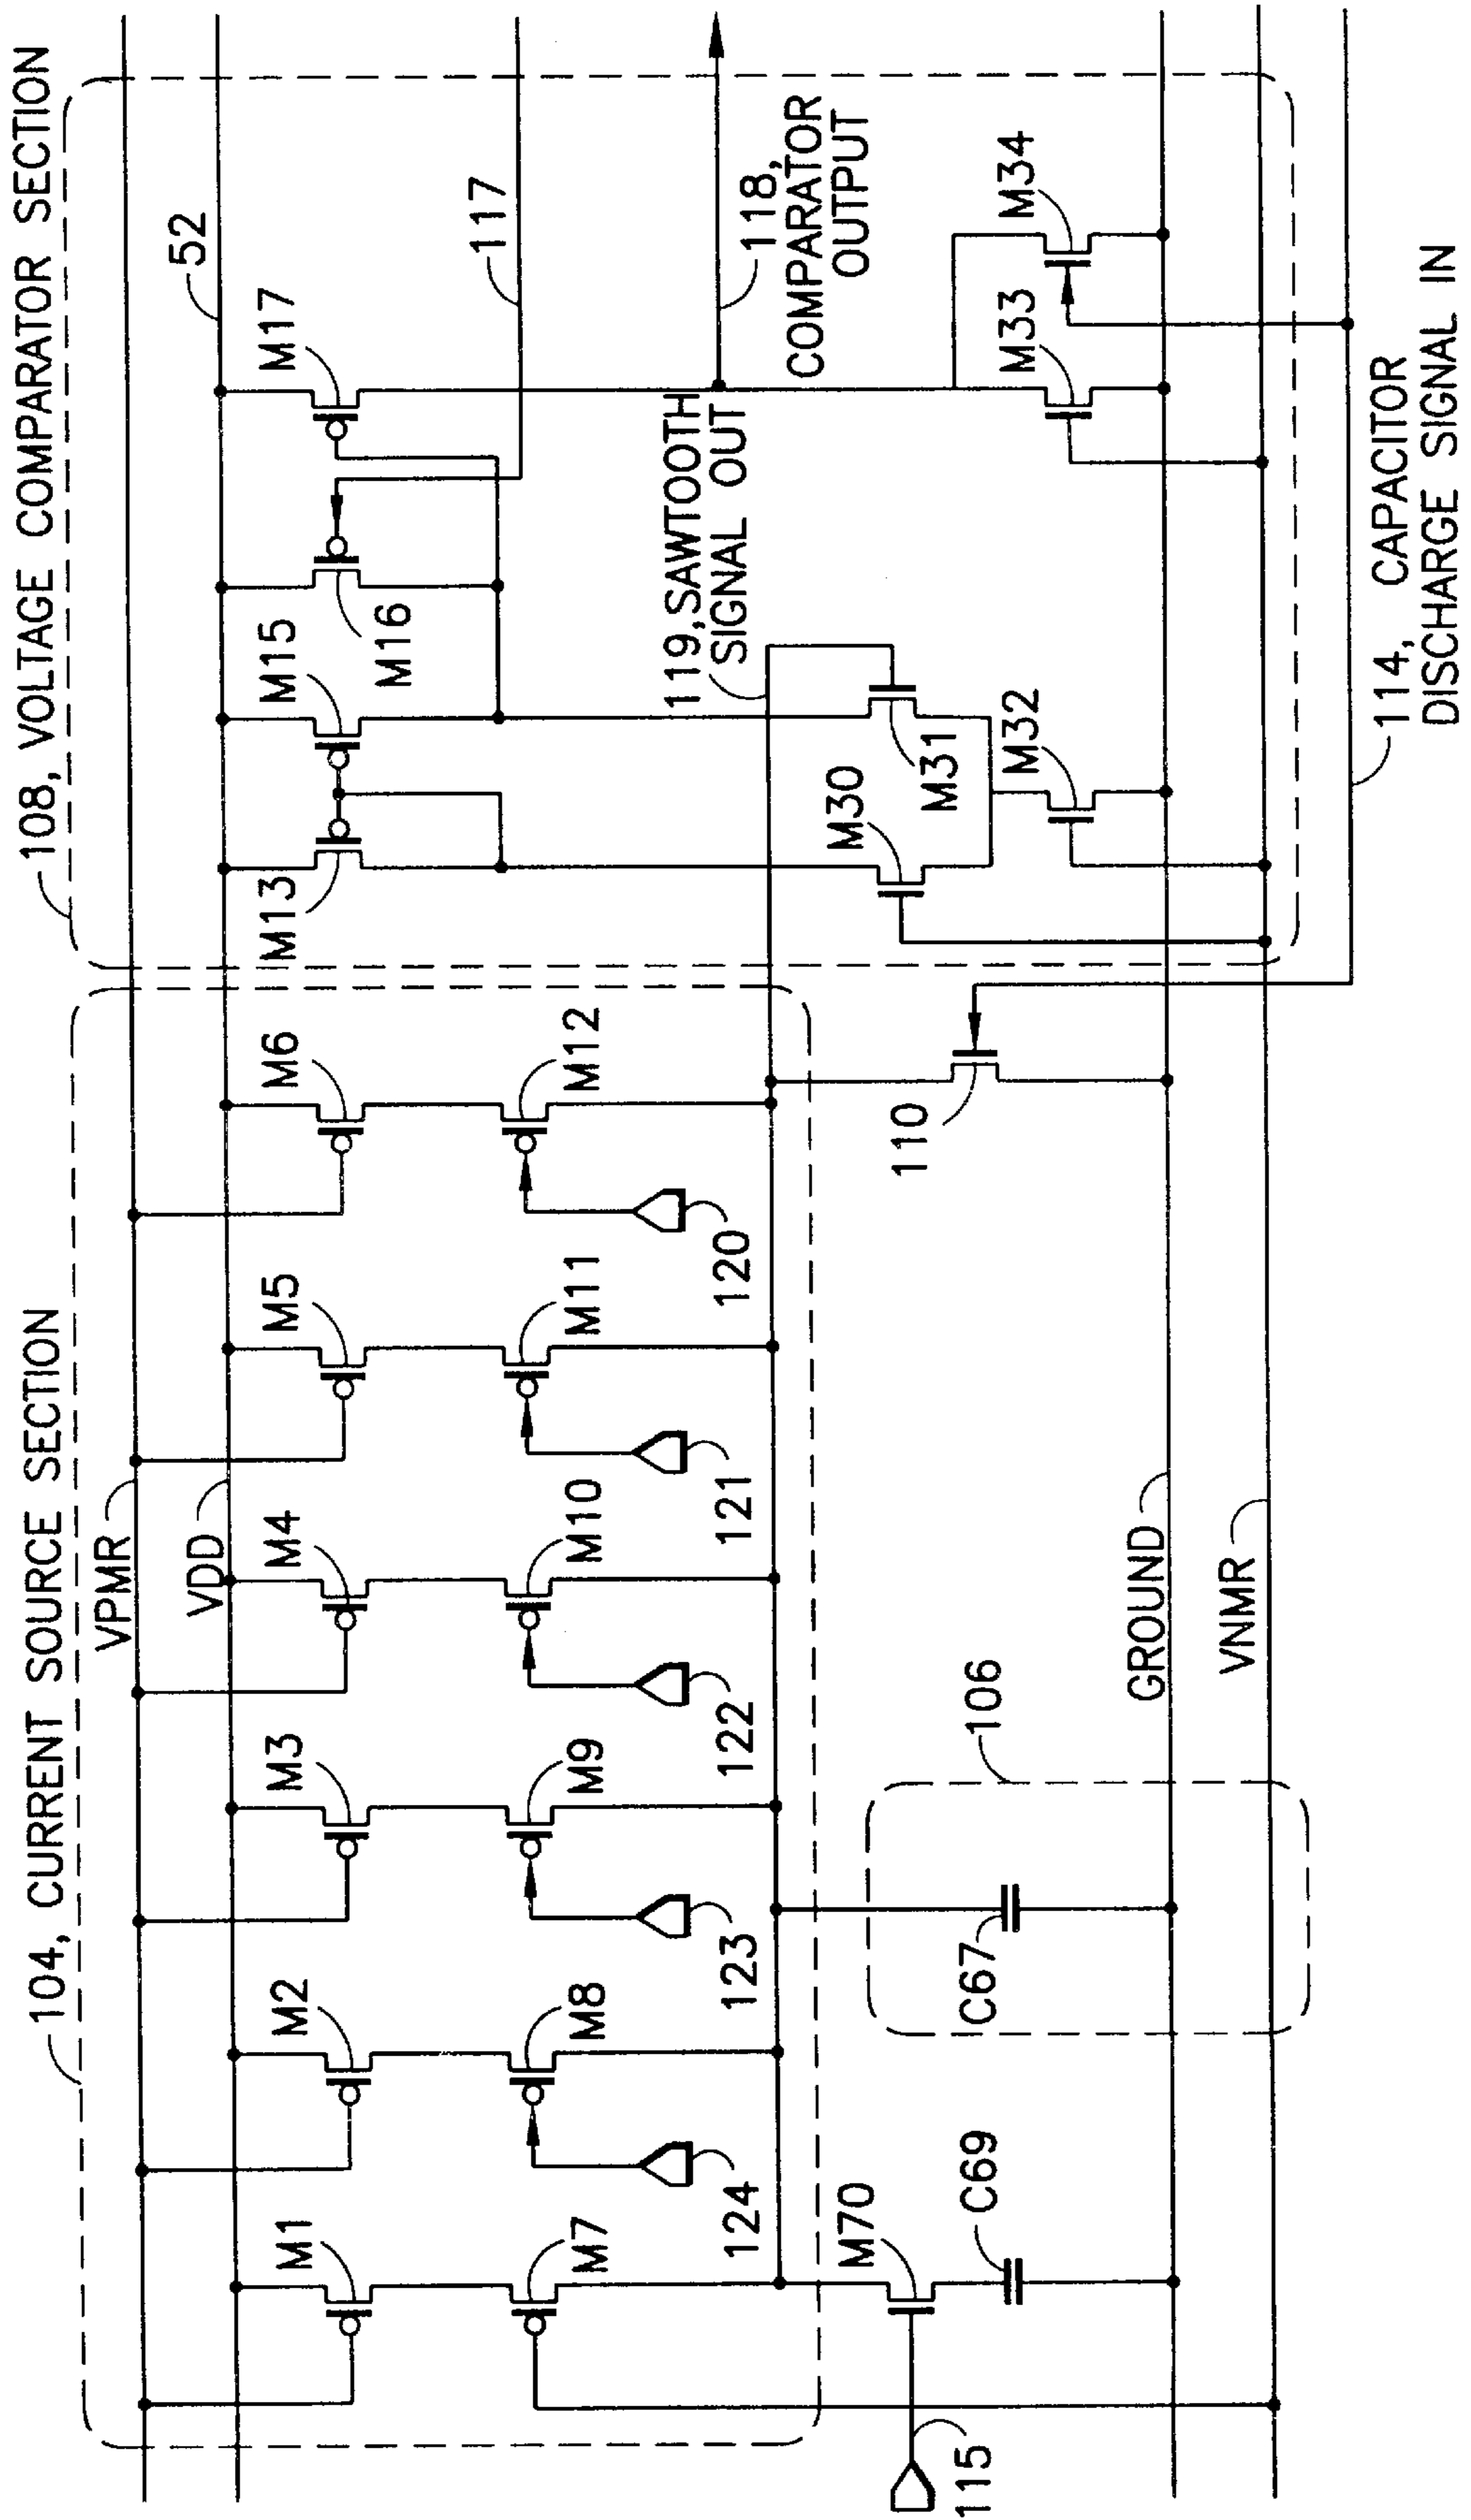 104, CURRENT SOURCE SECTION
108, VOLTAGE COMPARATOR SECTION
VPMR
VDD
52
M1
M2
M3
M4
M5
M6
M13
M15
M16
M17
117
M7
M8
M9
M10
M11
M12
124
123
122
121
120
119, SAWTOOTH
SIGNAL OUT
118,
COMPARATOR
OUTPUT
M70
115
C69
C67
106
110
M30
M31
M32
M33
M34
GROUND
VNMR
114, CAPACITOR
DISCHARGE SIGNAL IN